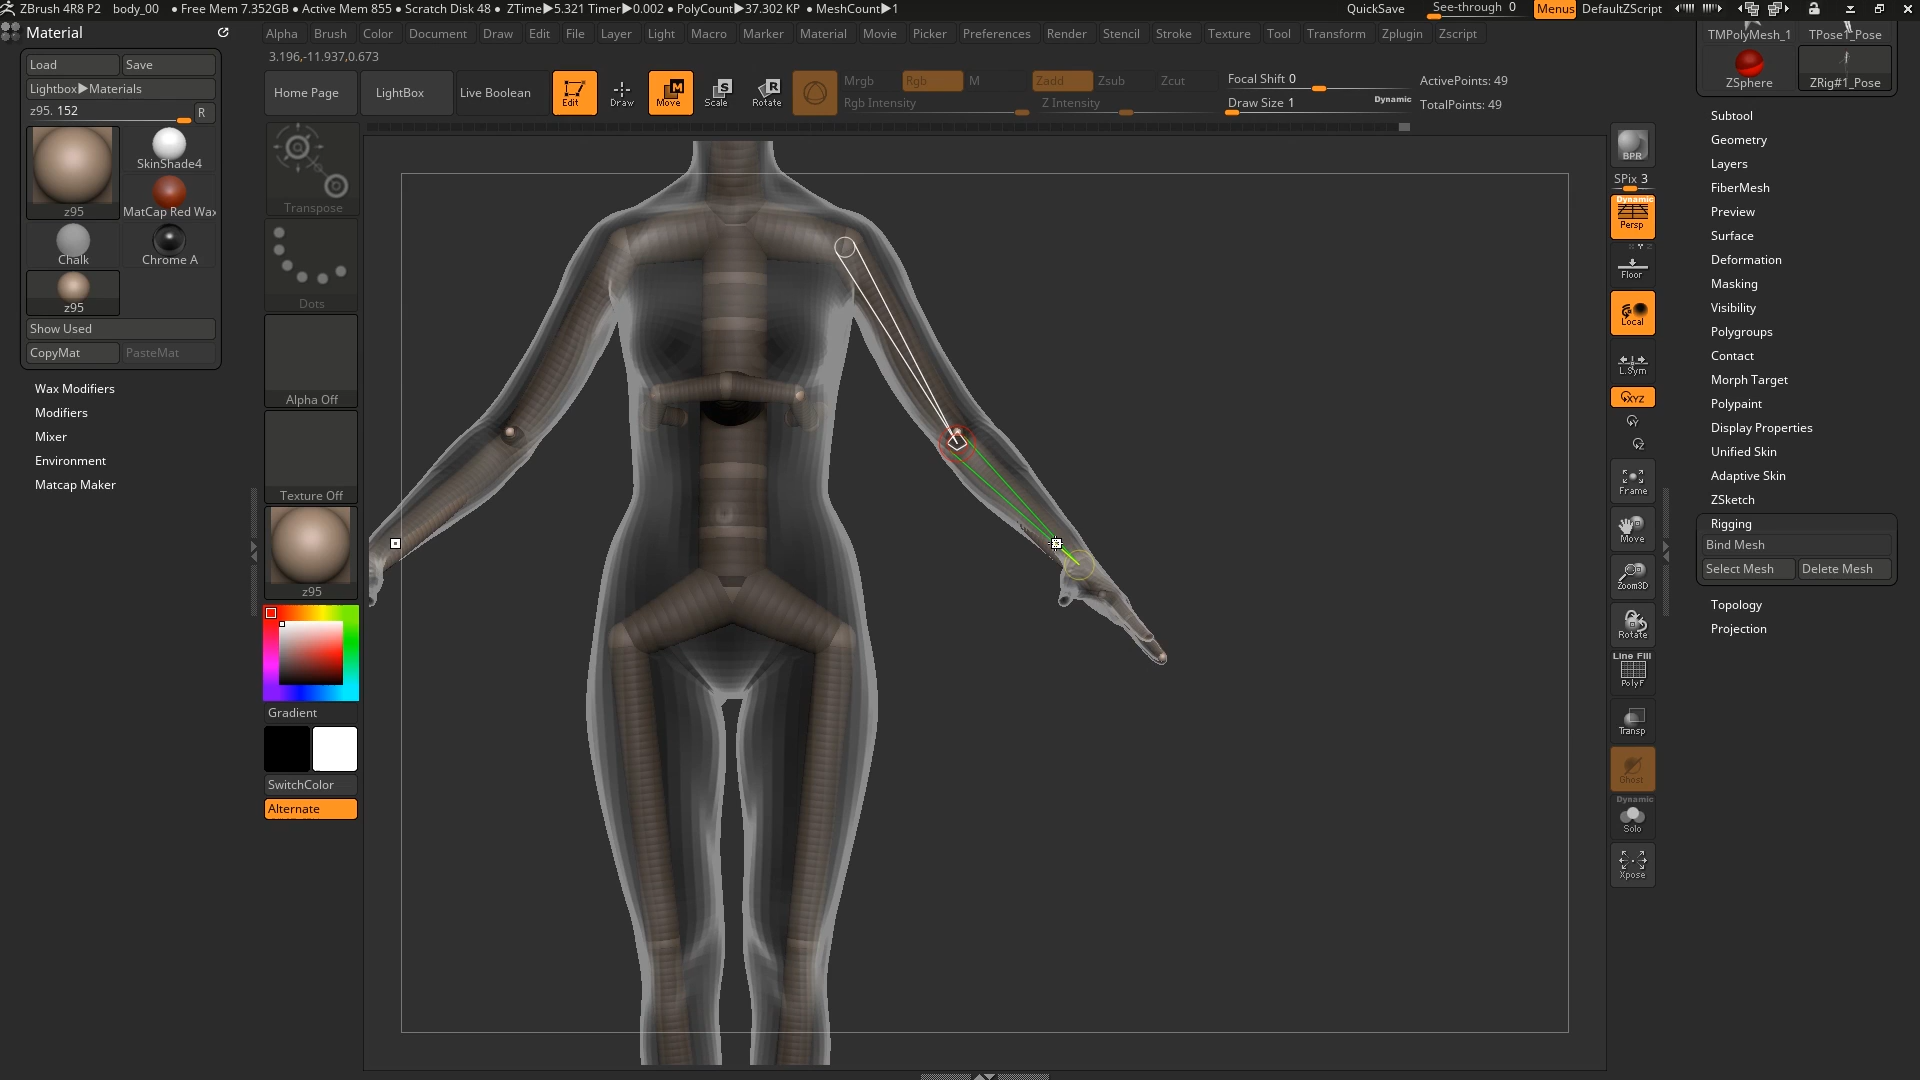 ZBrush 4R8 P2 body_00 • Free Mem 7.352GB • Active Mem 855 • Scratch Disk 48 • ZTime▶5.321 Timer▶0.002 • PolyCount▶37.302 KP • MeshCount▶1 QuickSave See-through 0 Menus DefaultZScript
Material
Alpha Brush Color Document Draw Edit File Layer Light Macro Marker Material Movie Picker Preferences Render Stencil Stroke Texture Tool Transform Zplugin Zscript
3.196,-11.937,0.673
Load Save
Lightbox▶Materials
z95. 152 R
SkinShade4
z95 MatCap Red Wax
Chalk Chrome A
z95
Show Used
CopyMat PasteMat
Wax Modifiers
Modifiers
Mixer
Environment
Matcap Maker
Home Page LightBox Live Boolean Edit Draw Move Scale Rotate
Mrgb Rgb M Zadd Zsub Zcut
Rgb Intensity Z Intensity
Focal Shift 0
Draw Size 1 Dynamic
ActivePoints: 49
TotalPoints: 49
Transpose
Dots
Alpha Off
Texture Off
z95
Gradient
SwitchColor
Alternate
BPR
SPix 3
Dynamic
Persp
Floor
Local
L.Sym
XYZ
Y
Z
Frame
Move
Zoom3D
Rotate
Line Fill
PolyF
Transp
Ghost
Dynamic
Solo
Xpose
TMPolyMesh_1 TPose1_Pose
ZSphere ZRig#1_Pose
Subtool
Geometry
Layers
FiberMesh
Preview
Surface
Deformation
Masking
Visibility
Polygroups
Contact
Morph Target
Polypaint
Display Properties
Unified Skin
Adaptive Skin
ZSketch
Rigging
Bind Mesh
Select Mesh Delete Mesh
Topology
Projection